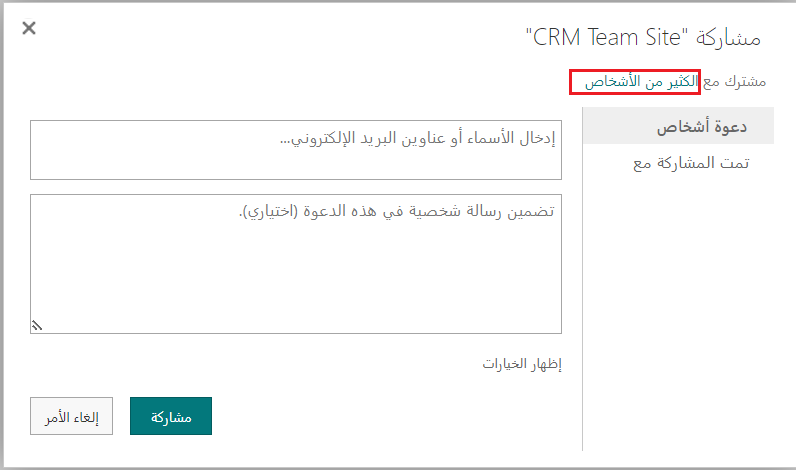 مشاركة "CRM Team Site"
مشترك مع الكثير من الأشخاص
دعوة أشخاص
تمت المشاركة مع
إدخال الأسماء أو عناوين البريد الإلكتروني...
تضمين رسالة شخصية في هذه الدعوة (اختياري).
إظهار الخيارات
مشاركة
إلغاء الأمر